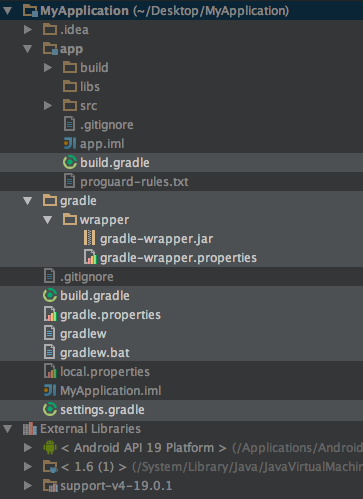 MyApplication (~/Desktop/MyApplication)
.idea
app
build
libs
src
.gitignore
app.iml
build.gradle
proguard-rules.txt
gradle
wrapper
gradle-wrapper.jar
gradle-wrapper.properties
.gitignore
build.gradle
gradle.properties
gradlew
gradlew.bat
local.properties
MyApplication.iml
settings.gradle
External Libraries
< Android API 19 Platform > (/Applications/Android
< 1.6 (1) > (/System/Library/Java/JavaVirtualMachin
support-v4-19.0.1